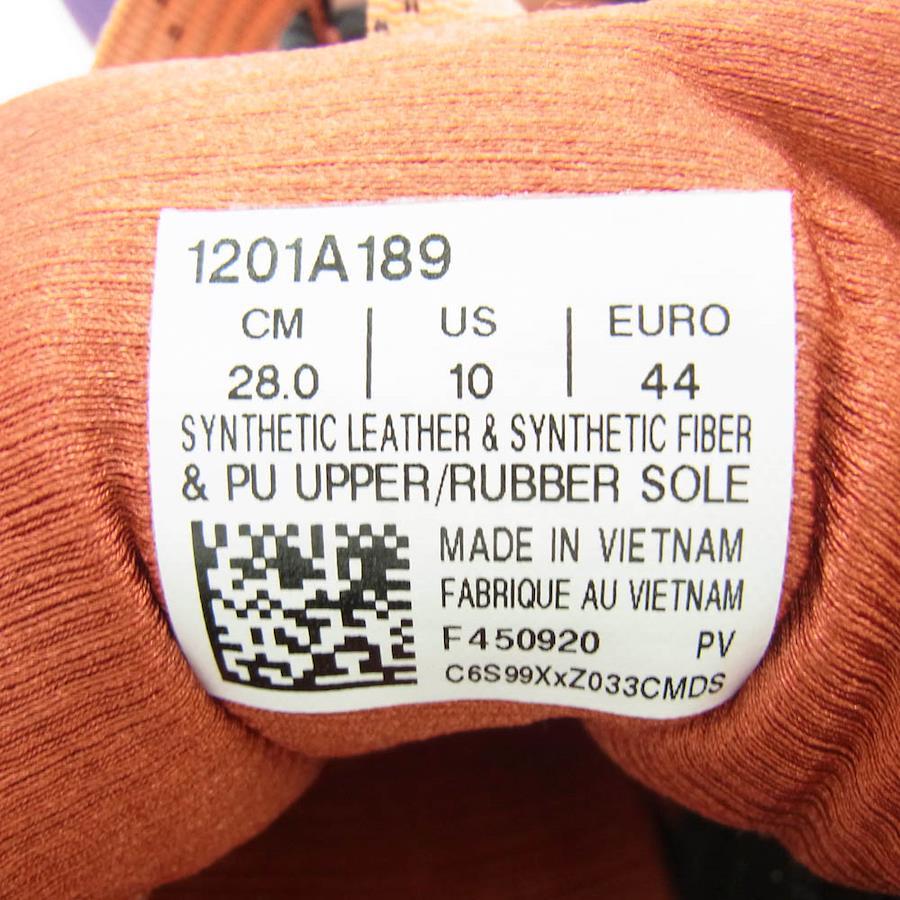 1201A189
CM | US | EURO
28.0 | 10 | 44
SYNTHETIC LEATHER & SYNTHETIC FIBER
& PU UPPER/RUBBER SOLE
MADE IN VIETNAM
FABRIQUE AU VIETNAM
F450920 PV
C6S99XxZ033CMDS